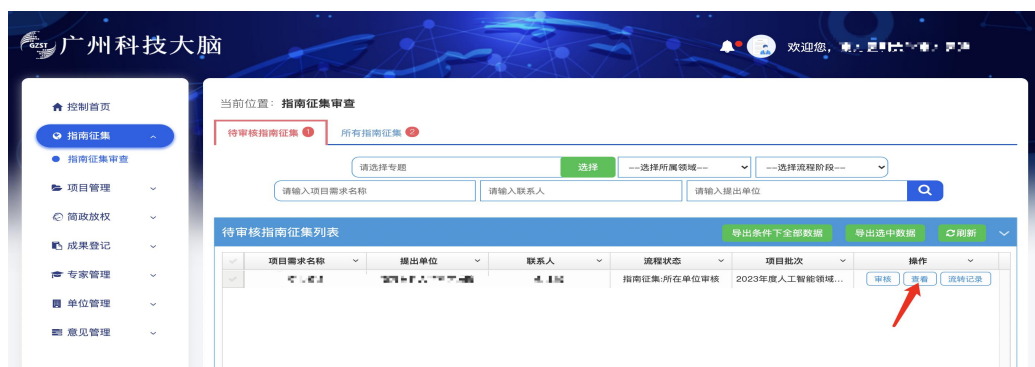 GZST 广州科技大脑
欢迎您,
控制首页
指南征集
指南征集审查
项目管理
简政放权
成果登记
专家管理
单位管理
意见管理
当前位置: 指南征集审查
待审核指南征集 1 所有指南征集 2
请选择专题 选择 --选择所属领域-- --选择流程阶段--
请输入项目需求名称 请输入联系人 请输入提出单位
待审核指南征集列表 导出条件下全部数据 导出选中数据 刷新
项目需求名称 提出单位 联系人 流程状态 项目批次 操作
指南征集:所在单位审核 2023年度人工智能领域... 审核 查看 流转记录